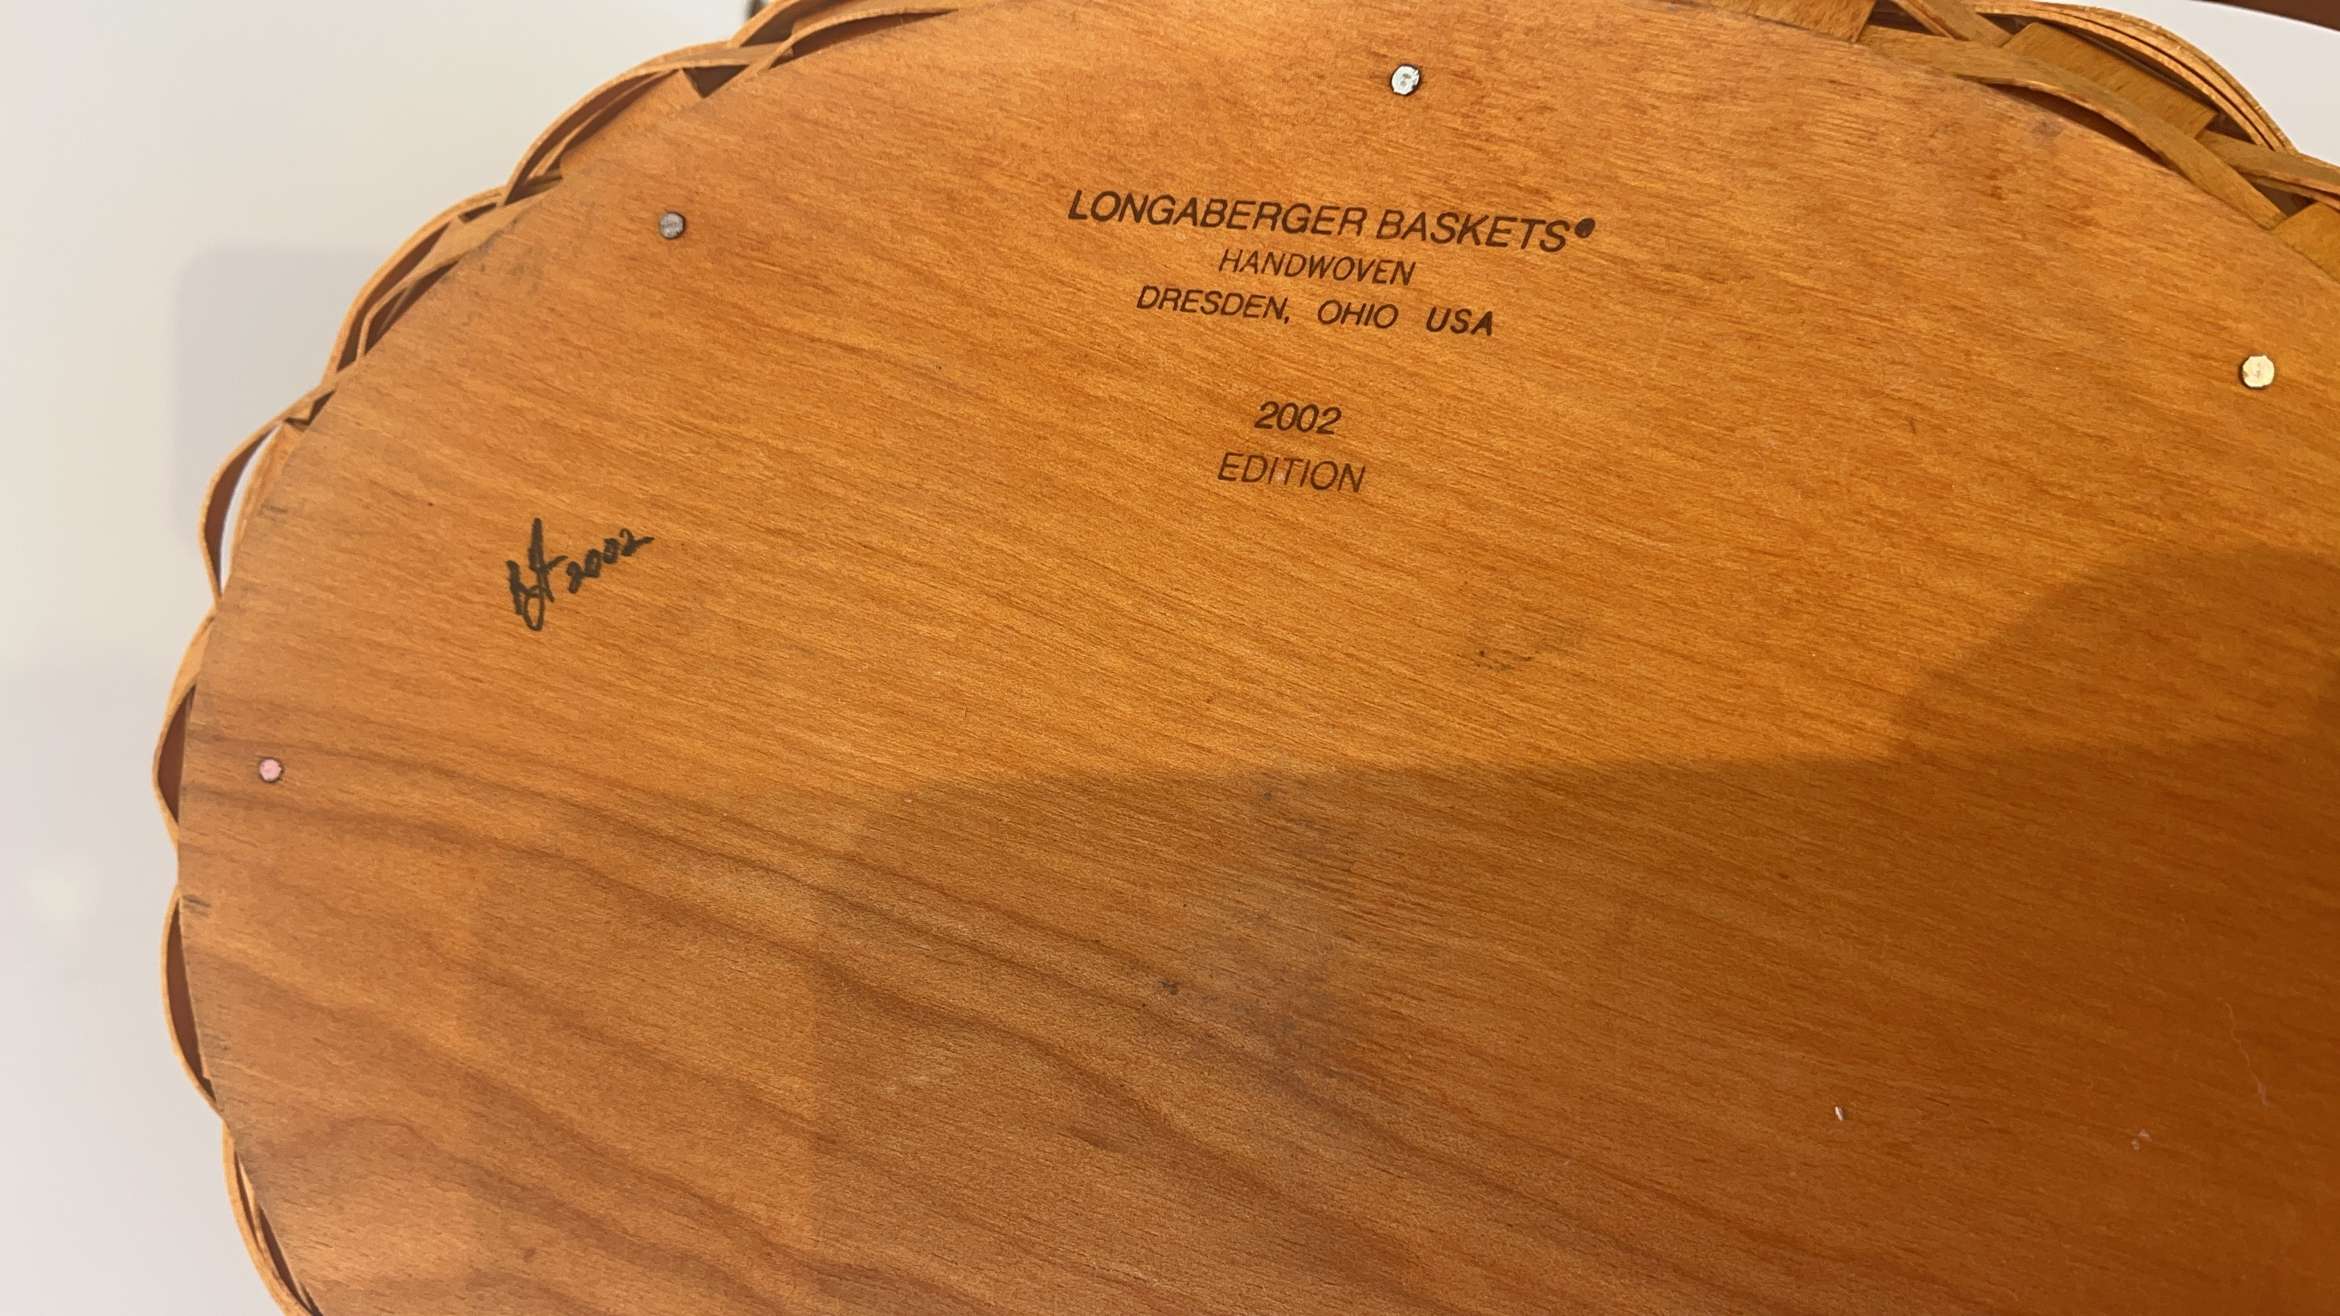 LONGABERGER BASKETS®
HANDWOVEN
DRESDEN, OHIO USA
2002
EDITION
2002